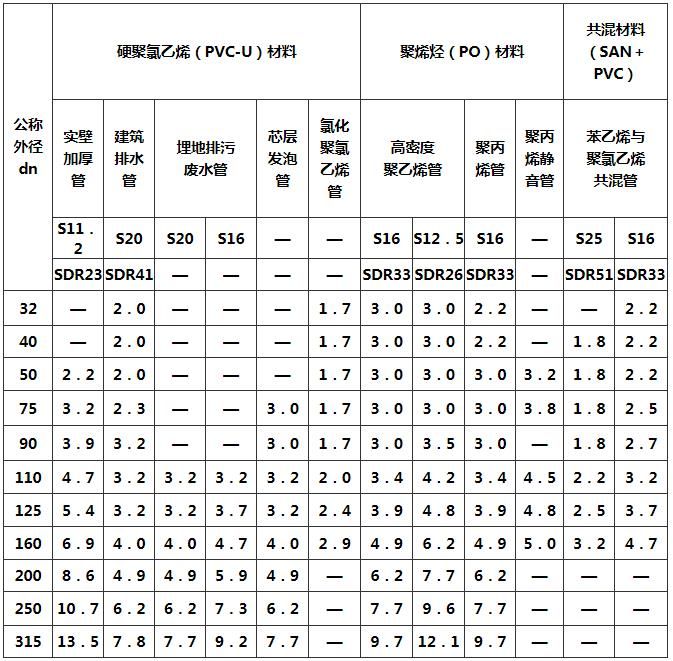 公称外径dn 硬聚氯乙烯（PVC-U）材料 聚烯烃（PO）材料 共混材料（SAN＋PVC）
实壁加厚管 建筑排水管 埋地排污废水管 芯层发泡管 氯化聚氯乙烯管 高密度聚乙烯管 聚丙烯管 聚丙烯静音管 苯乙烯与聚氯乙烯共混管
S11．2 S20 S20 S16 — — S16 S12．5 S16 — S25 S16
SDR23 SDR41 — — — — SDR33 SDR26 SDR33 — SDR51 SDR33
32 — 2．0 — — — 1．7 3．0 3．0 2．2 — — 2．2
40 — 2．0 — — — 1．7 3．0 3．0 2．2 — 1．8 2．2
50 2．2 2．0 — — — 1．7 3．0 3．0 3．0 3．2 1．8 2．2
75 3．2 2．3 — — 3．0 1．7 3．0 3．0 3．0 3．8 1．8 2．5
90 3．9 3．2 — — 3．0 1．7 3．0 3．5 3．0 — 1．8 2．7
110 4．7 3．2 3．2 3．2 3．2 2．0 3．4 4．2 3．4 4．5 2．2 3．2
125 5．4 3．2 3．2 3．7 3．2 2．4 3．9 4．8 3．9 4．8 2．5 3．7
160 6．9 4．0 4．0 4．7 4．0 2．9 4．9 6．2 4．9 5．0 3．2 4．7
200 8．6 4．9 4．9 5．9 4．9 — 6．2 7．7 6．2 — — —
250 10．7 6．2 6．2 7．3 6．2 — 7．7 9．6 7．7 — — —
315 13．5 7．8 7．7 9．2 7．7 — 9．7 12．1 9．7 — — —